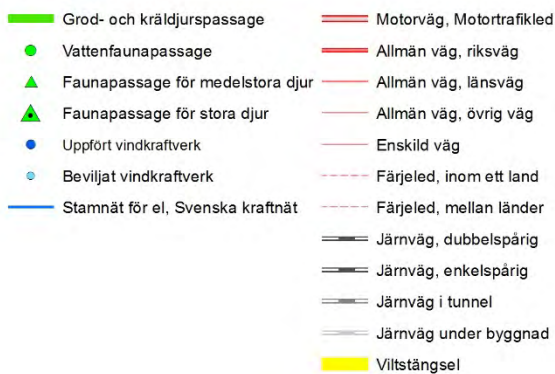 Grod- och kräldjurspassage
Vattenfaunapassage
Faunapassage för medelstora djur
Faunapassage för stora djur
Uppfört vindkraftverk
Beviljat vindkraftverk
Stamnät för el, Svenska kraftnät
Motorväg, Motortrafikled
Allmän väg, riksväg
Allmän väg, länsväg
Allmän väg, övrig väg
Enskild väg
Färjeled, inom ett land
Färjeled, mellan länder
Järnväg, dubbelspårig
Järnväg, enkelspårig
Järnväg i tunnel
Järnväg under byggnad
Viltstängsel